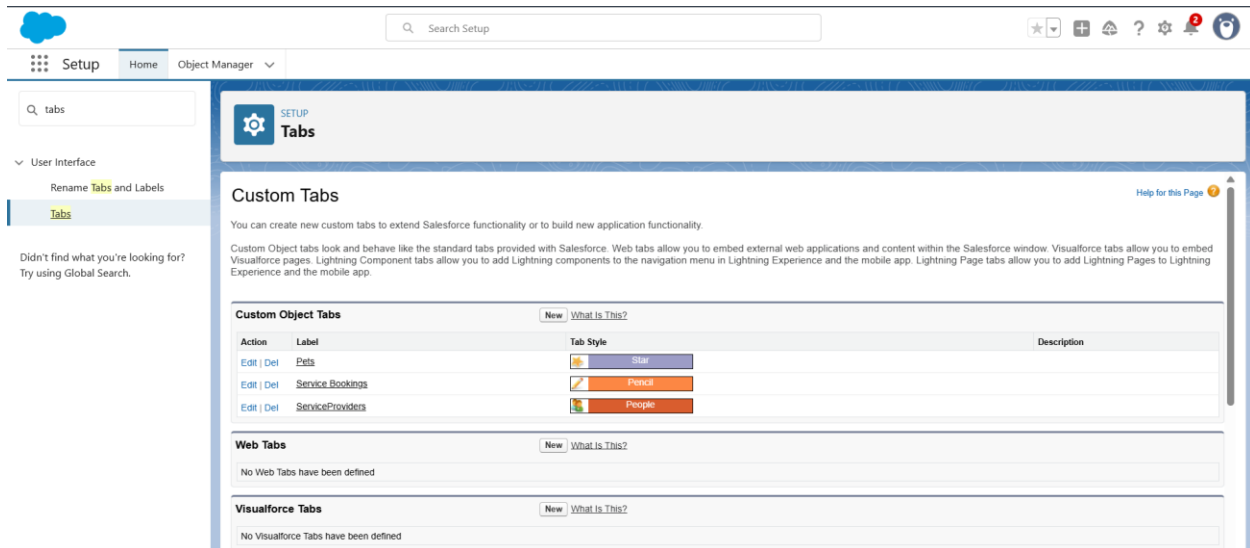 Search Setup
2
Setup
Home
Object Manager
tabs
User Interface
Rename Tabs and Labels
Tabs
Didn't find what you're looking for?
Try using Global Search.
SETUP
Tabs
Custom Tabs
Help for this Page ?
You can create new custom tabs to extend Salesforce functionality or to build new application functionality.
Custom Object tabs look and behave like the standard tabs provided with Salesforce. Web tabs allow you to embed external web applications and content within the Salesforce window. Visualforce tabs allow you to embed
Visualforce pages. Lightning Component tabs allow you to add Lightning components to the navigation menu in Lightning Experience and the mobile app. Lightning Page tabs allow you to add Lightning Pages to Lightning
Experience and the mobile app.
Custom Object Tabs New What Is This?
Action Label Tab Style Description
Edit | Del Pets Star
Edit | Del Service Bookings Pencil
Edit | Del ServiceProviders People
Web Tabs New What Is This?
No Web Tabs have been defined
Visualforce Tabs New What Is This?
No Visualforce Tabs have been defined